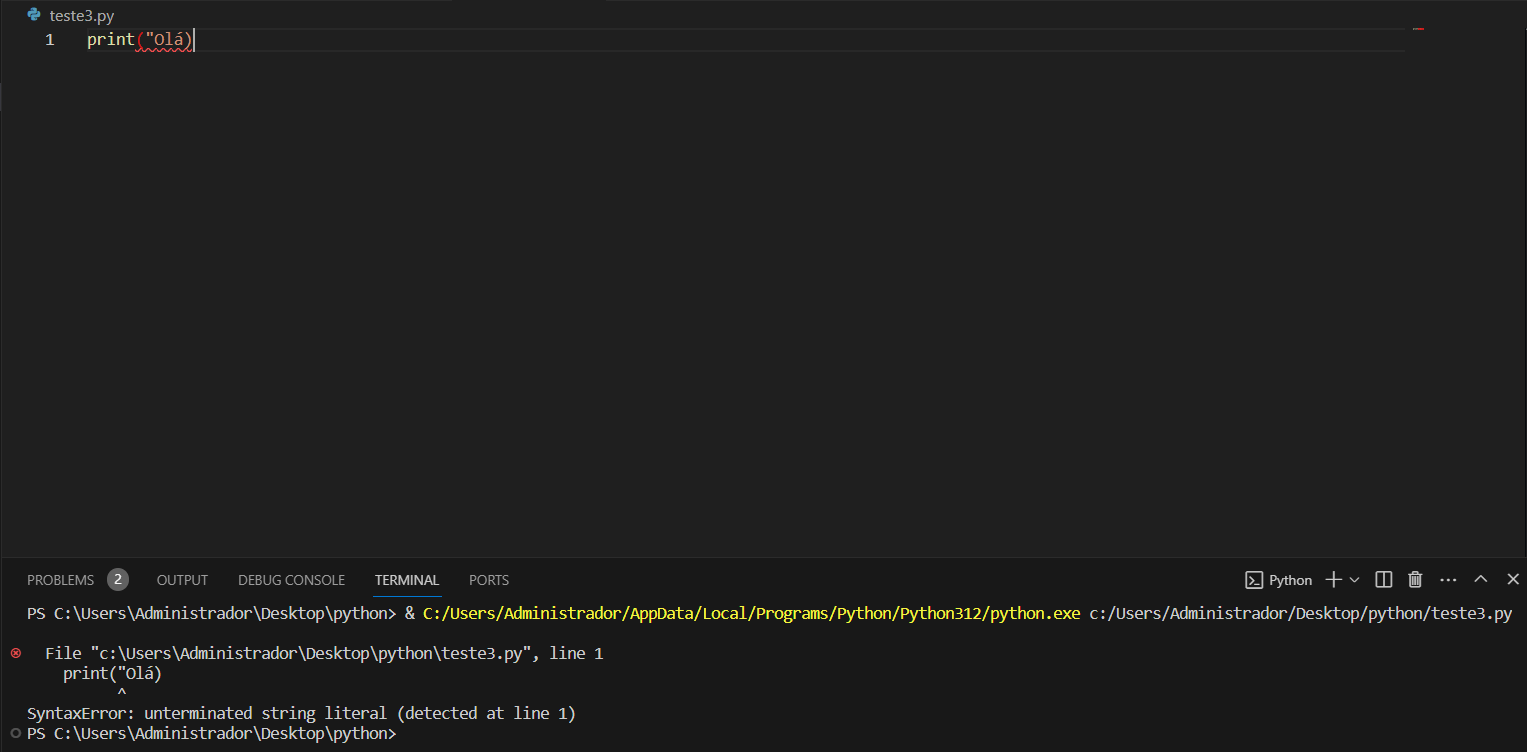 teste3.py
1 print("Olá)
PROBLEMS 2 OUTPUT DEBUG CONSOLE TERMINAL PORTS Python
PS C:\Users\Administrador\Desktop\python> & C:/Users/Administrador/AppData/Local/Programs/Python/Python312/python.exe c:/Users/Administrador/Desktop/python/teste3.py
File "c:\Users\Administrador\Desktop\python\teste3.py", line 1
print("Olá)
^
SyntaxError: unterminated string literal (detected at line 1)
PS C:\Users\Administrador\Desktop\python>